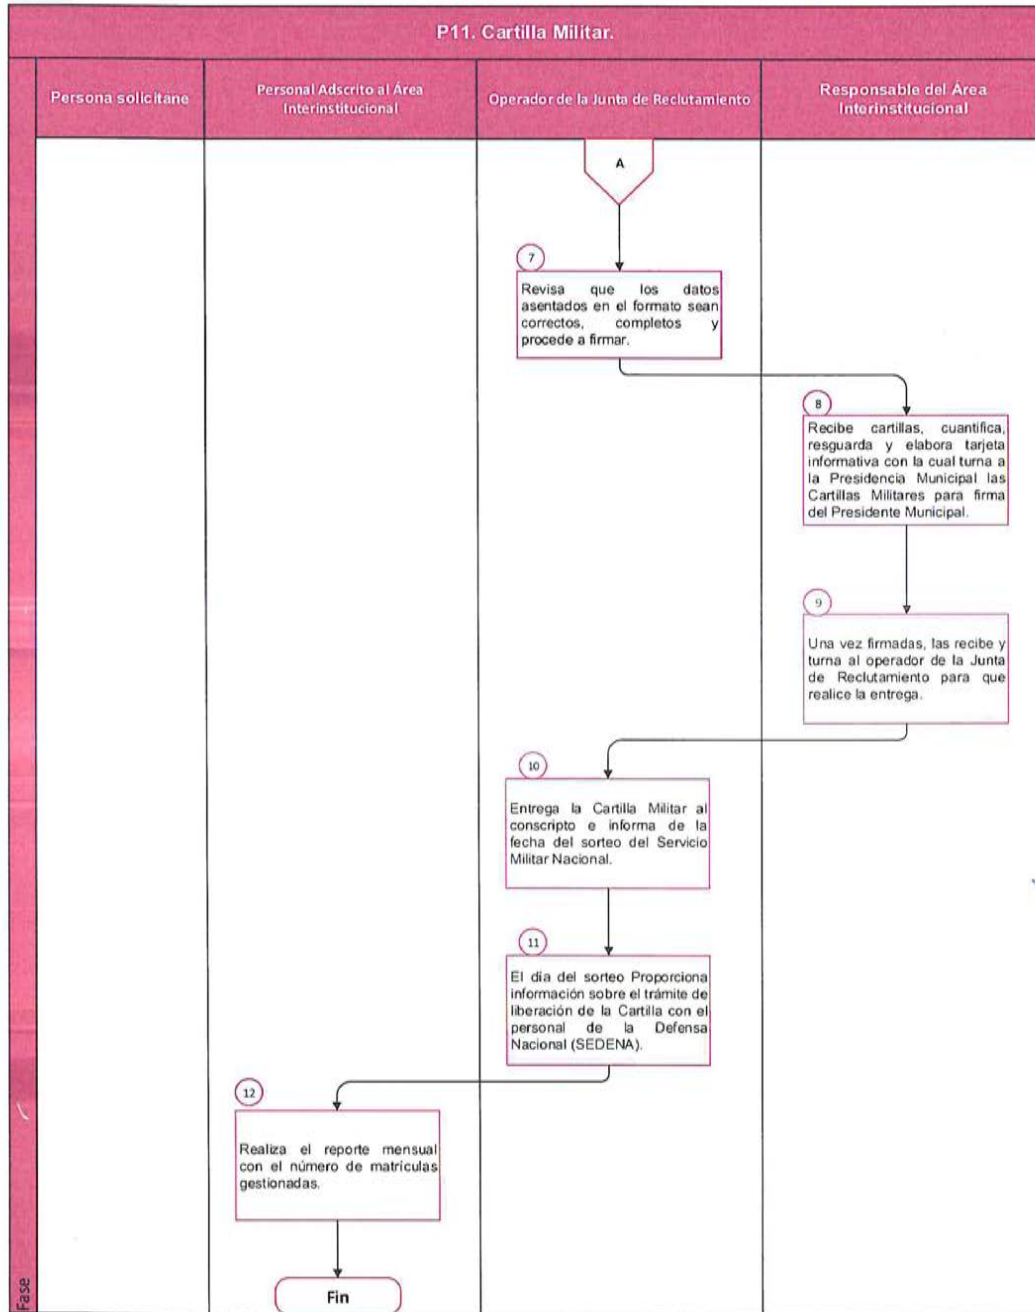 P11. Cartilla Militar.
Persona solicitane
Personal Adscrito al Área
Interinstitucional
Operador de la Junta de Reclutamiento
Responsable del Área
Interinstitucional
A
7
Revisa que los datos
asentados en el formato sean
correctos, completos y
procede a firmar.
8
Recibe cartillas, cuantifica,
resguarda y elabora tarjeta
informativa con la cual turna a
la Presidencia Municipal las
Cartillas Militares para firma
del Presidente Municipal.
9
Una vez firmadas, las recibe y
turna al operador de la Junta
de Reclutamiento para que
realice la entrega.
10
Entrega la Cartilla Militar al
conscripto e informa de la
fecha del sorteo del Servicio
Militar Nacional.
11
El día del sorteo Proporciona
información sobre el trámite de
liberación de la Cartilla con el
personal de la Defensa
Nacional (SEDENA).
12
Realiza el reporte mensual
con el número de matrículas
gestionadas.
Fin
Fase